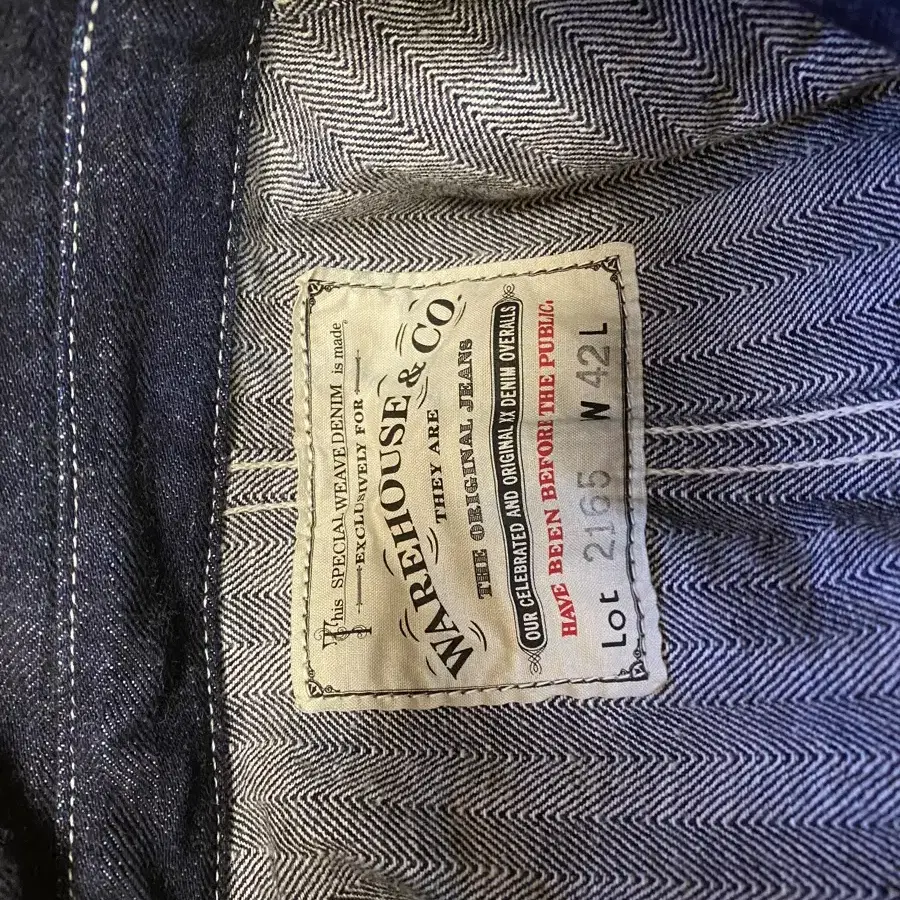 This SPECIAL WEAVE DENIM is made
EXCLUSIVELY FOR
WAREHOUSE & CO.
THEY ARE
THE ORIGINAL JEANS
OUR CELEBRATED AND ORIGINAL XX DENIM OVERALLS
HAVE BEEN BEFORE THE PUBLIC.
Lot 2165 W 42L